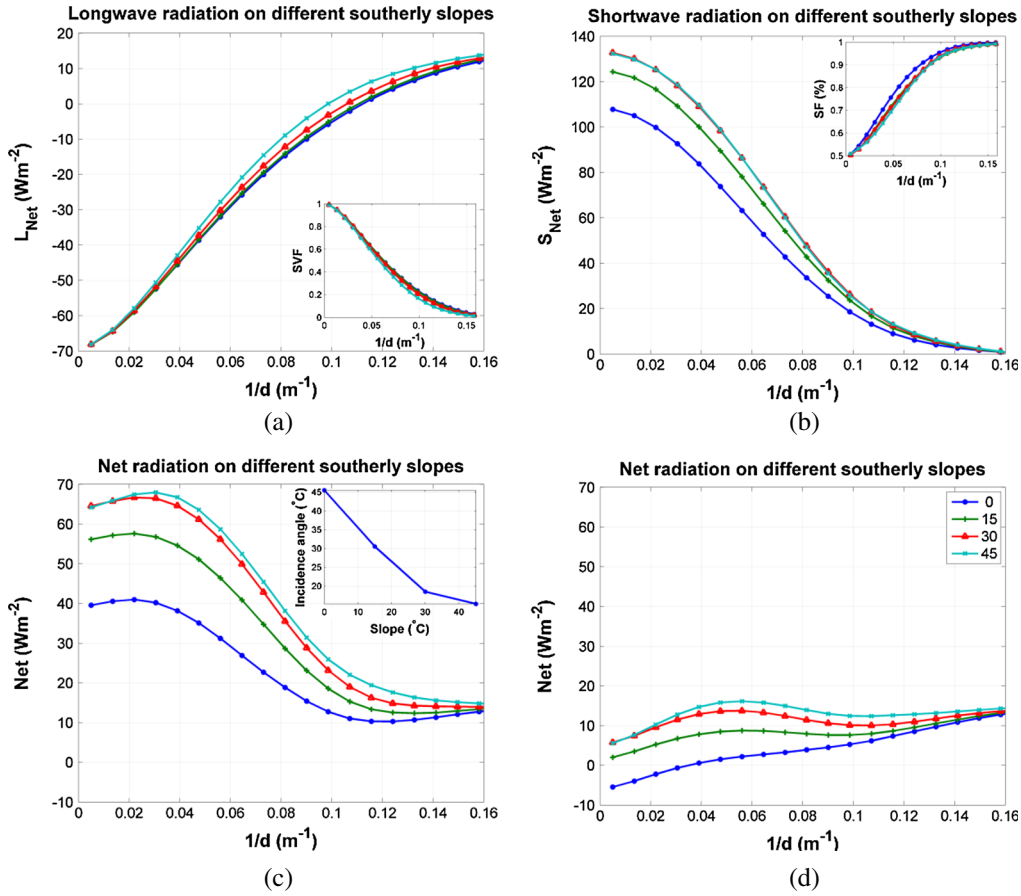 Longwave radiation on different southerly slopes
20
10
0
-10
-20
-30
-40
-50
-60
-70
L_Net (Wm^-2)
0 0.02 0.04 0.06 0.08 0.1 0.12 0.14 0.16
1/d (m^-1)
SVF
1
0.8
0.6
0.4
0.2
0
0 0.05 0.1 0.15
1/d (m^-1)
(a)
Shortwave radiation on different southerly slopes
140
120
100
80
60
40
20
0
S_Net (Wm^-2)
0 0.02 0.04 0.06 0.08 0.1 0.12 0.14 0.16
1/d (m^-1)
SF (%)
1
0.9
0.8
0.7
0.6
0.5
0 0.05 0.1 0.15
1/d (m^-1)
(b)
Net radiation on different southerly slopes
70
60
50
40
30
20
10
0
-10
Net (Wm^-2)
0 0.02 0.04 0.06 0.08 0.1 0.12 0.14 0.16
1/d (m^-1)
Incidence angle (°C)
45
40
35
30
25
20
0 10 20 30 40
Slope (°C)
(c)
Net radiation on different southerly slopes
70
60
50
40
30
20
10
0
-10
Net (Wm^-2)
0 0.02 0.04 0.06 0.08 0.1 0.12 0.14 0.16
1/d (m^-1)
0
15
30
45
(d)